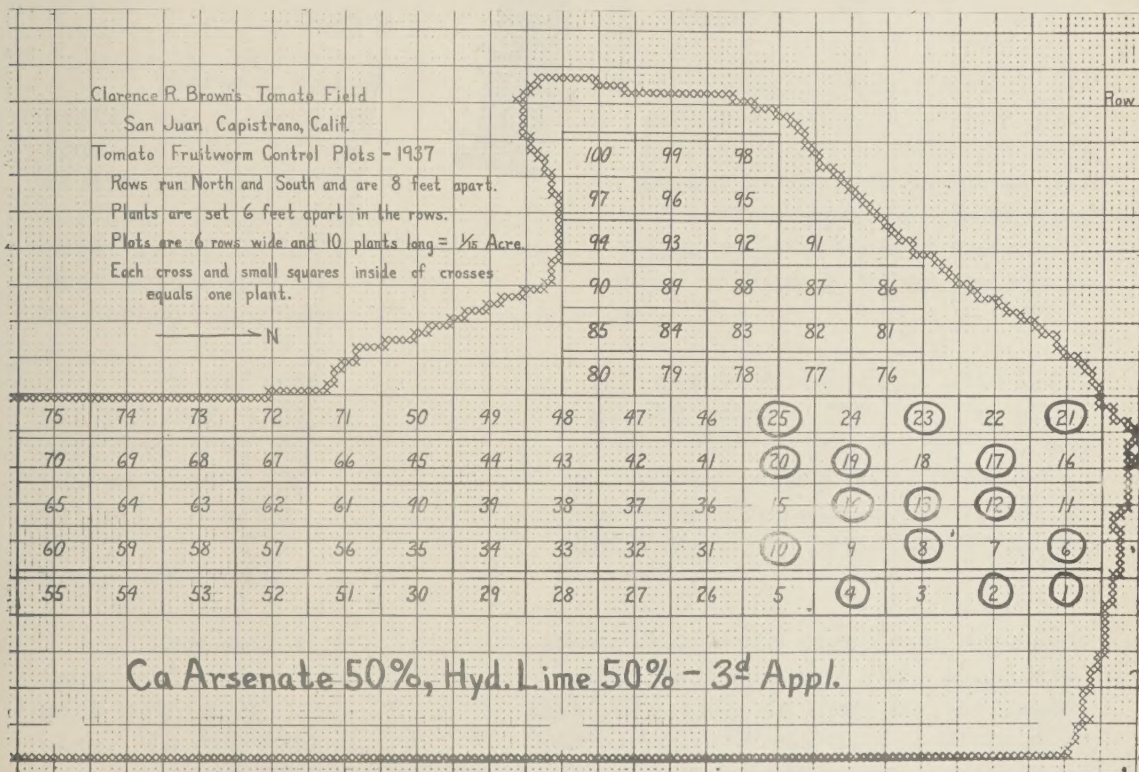 Clarence R. Brown's Tomato Field
San Juan Capistrano, Calif.
Tomato Fruitworm Control Plots - 1937
Rows run North and South and are 8 feet apart.
Plants are set 6 feet apart in the rows.
Plots are 6 rows wide and 10 plants long = 1/15 Acre.
Each cross and small squares inside of crosses
equals one plant.
N
Row
100 99 98
97 96 95
94 93 92 91
90 89 88 87 86
85 84 83 82 81
80 79 78 77 76
75 74 73 72 71 50 49 48 47 46 25 24 23 22 21
70 69 68 67 66 45 44 43 42 41 20 19 18 17 16
65 64 63 62 61 40 39 38 37 36 15 14 13 12 11
60 59 58 57 56 35 34 33 32 31 10 9 8 7 6
55 54 53 52 51 30 29 28 27 26 5 4 3 2 1
Ca Arsenate 50%, Hyd. Lime 50% - 3d Appl.